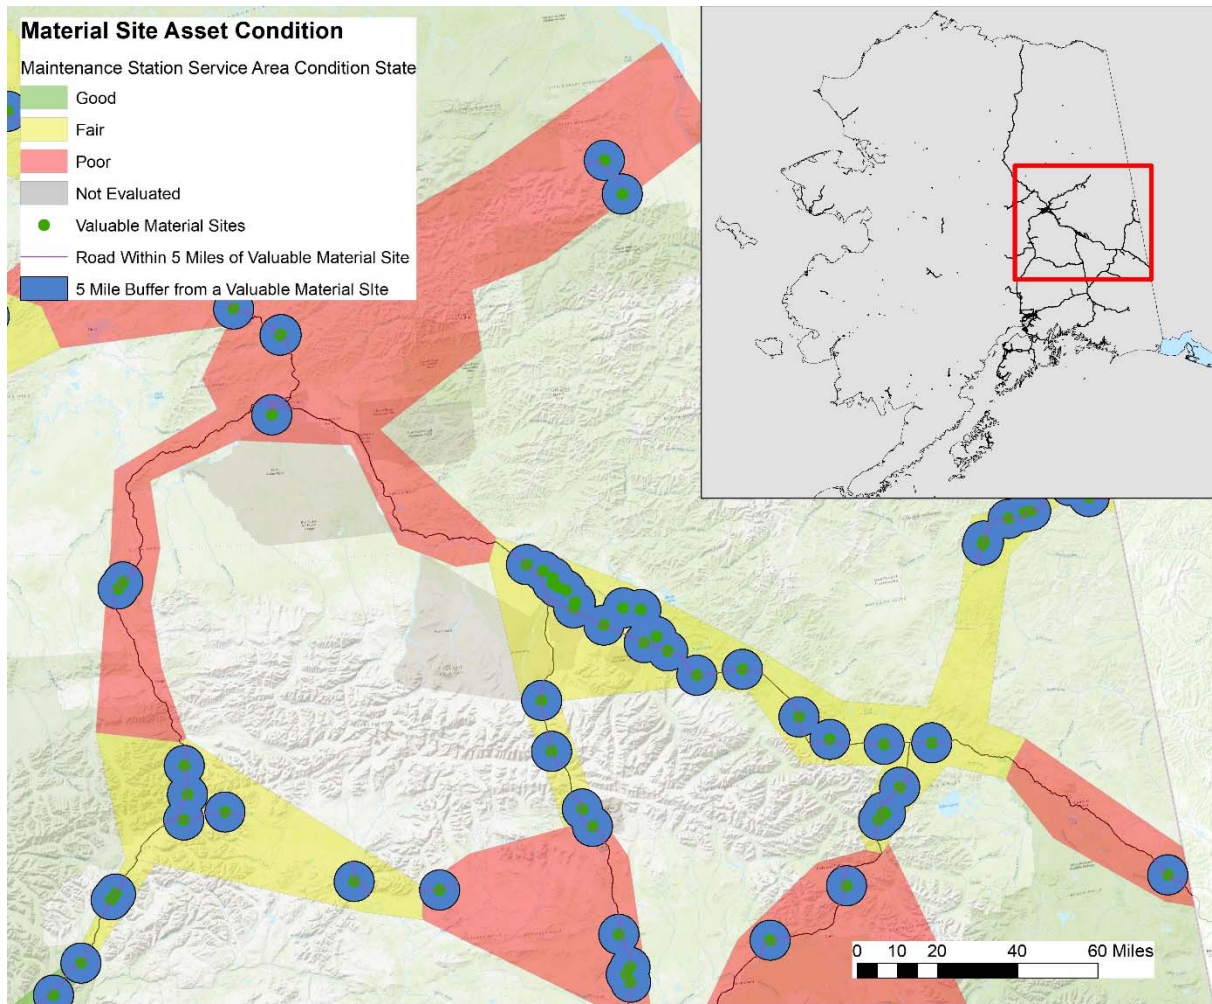 Material Site Asset Condition
Maintenance Station Service Area Condition State
Good
Fair
Poor
Not Evaluated
Valuable Material Sites
Road Within 5 Miles of Valuable Material Site
5 Mile Buffer from a Valuable Material SIte
0 10 20 40 60 Miles